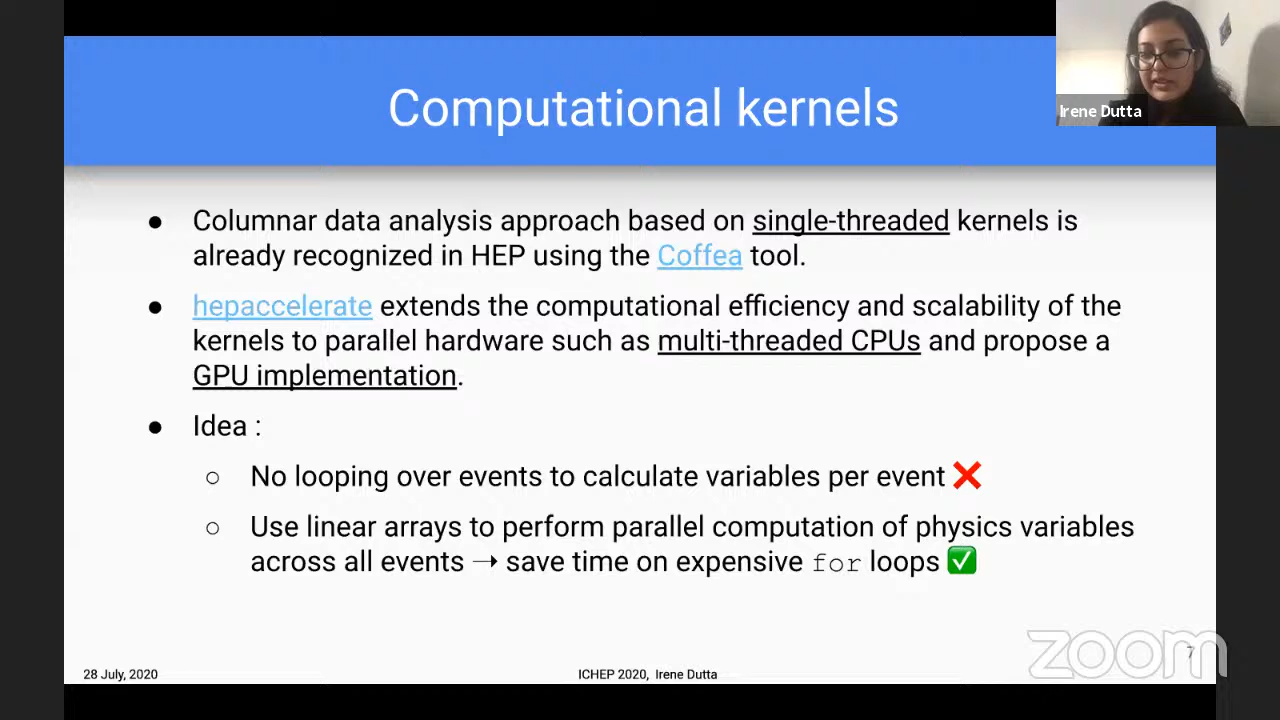 Computational kernels
Irene Dutta
● Columnar data analysis approach based on single-threaded kernels is
already recognized in HEP using the Coffea tool.
● hepaccelerate extends the computational efficiency and scalability of the
kernels to parallel hardware such as multi-threaded CPUs and propose a
GPU implementation.
● Idea :
○ No looping over events to calculate variables per event ❌
○ Use linear arrays to perform parallel computation of physics variables
across all events → save time on expensive for loops ✅
zoom
7
28 July, 2020
ICHEP 2020, Irene Dutta